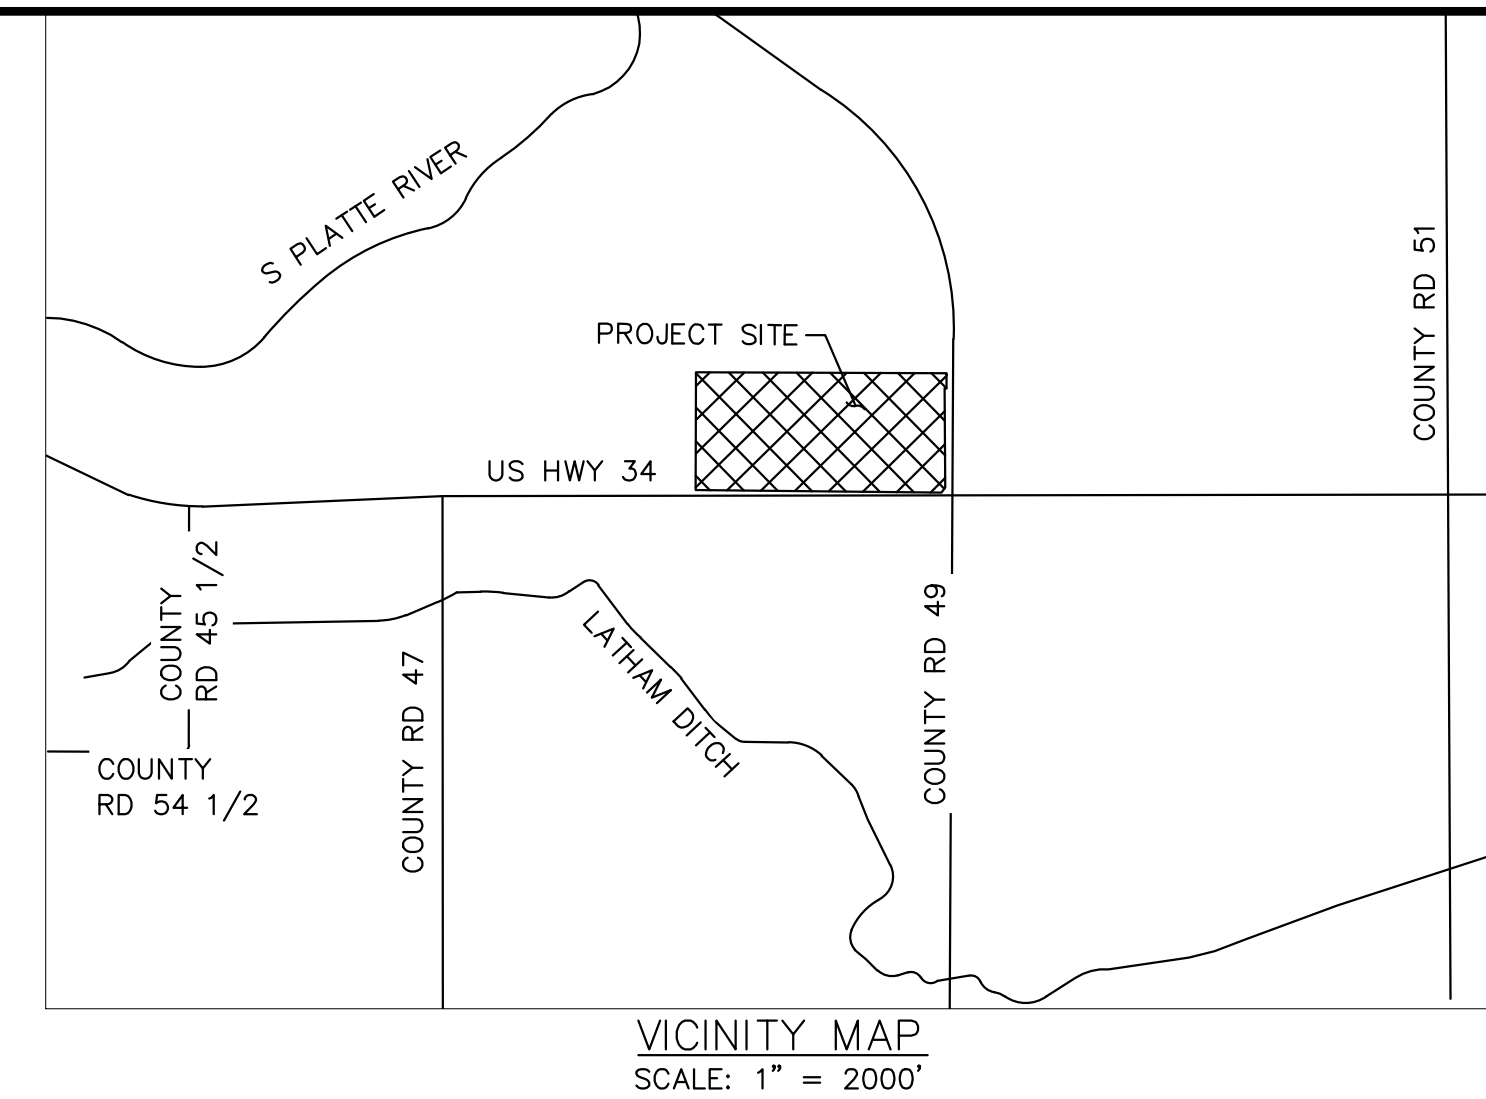 S PLATTE RIVER
COUNTY RD 51
PROJECT SITE
US HWY 34
COUNTY
RD 45 1/2
COUNTY RD 47
LATHAM DITCH
COUNTY RD 49
COUNTY
RD 54 1/2
VICINITY MAP
SCALE: 1" = 2000'